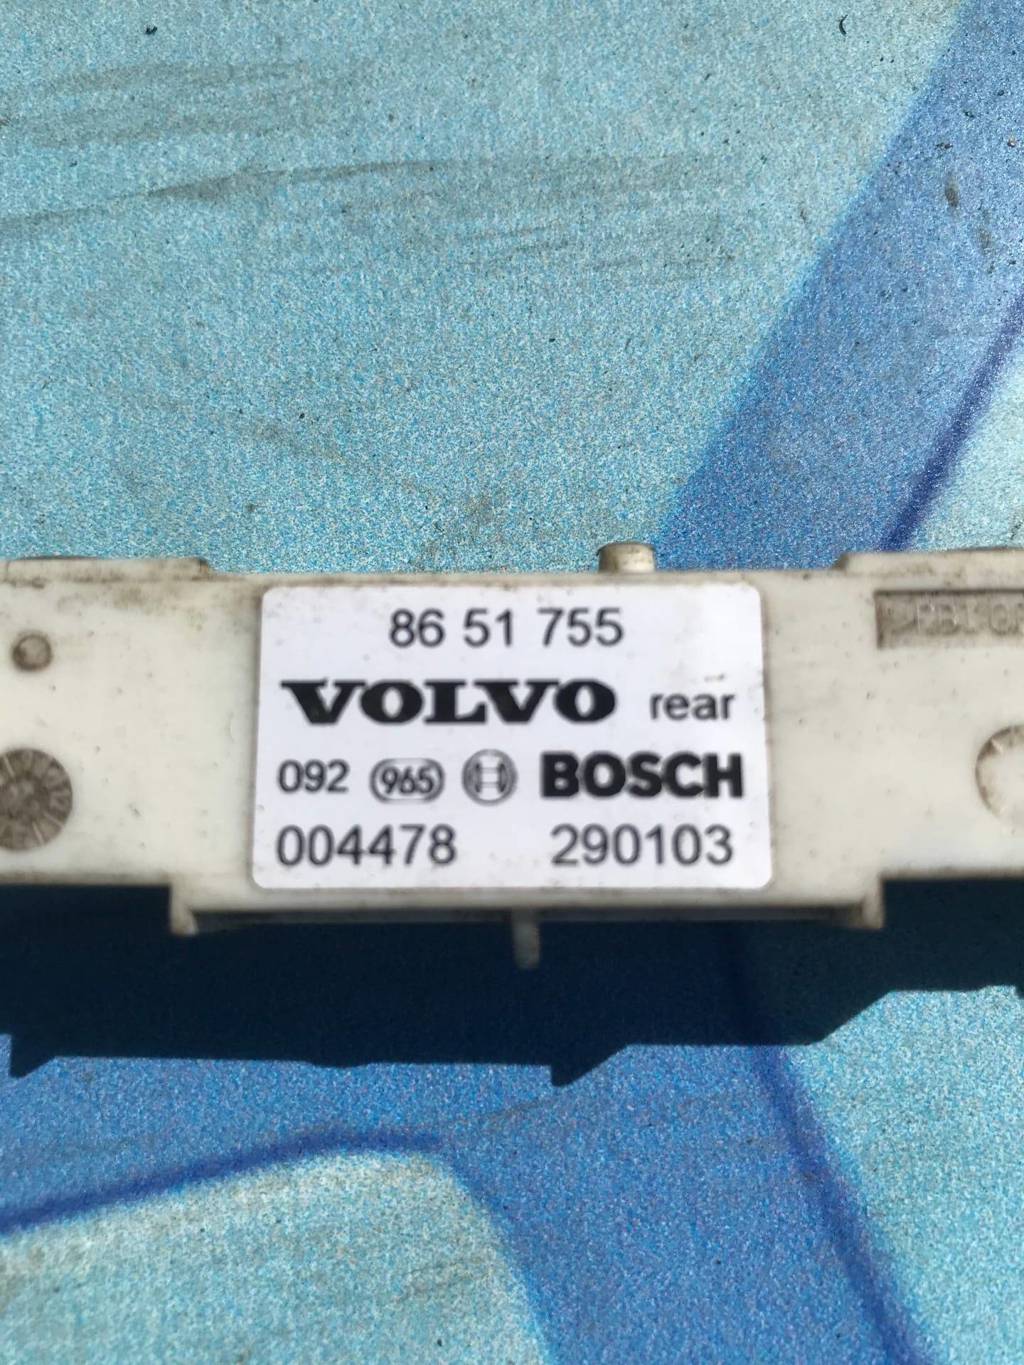 86 51 755
VOLVO rear
092 965 BOSCH
004478 290103